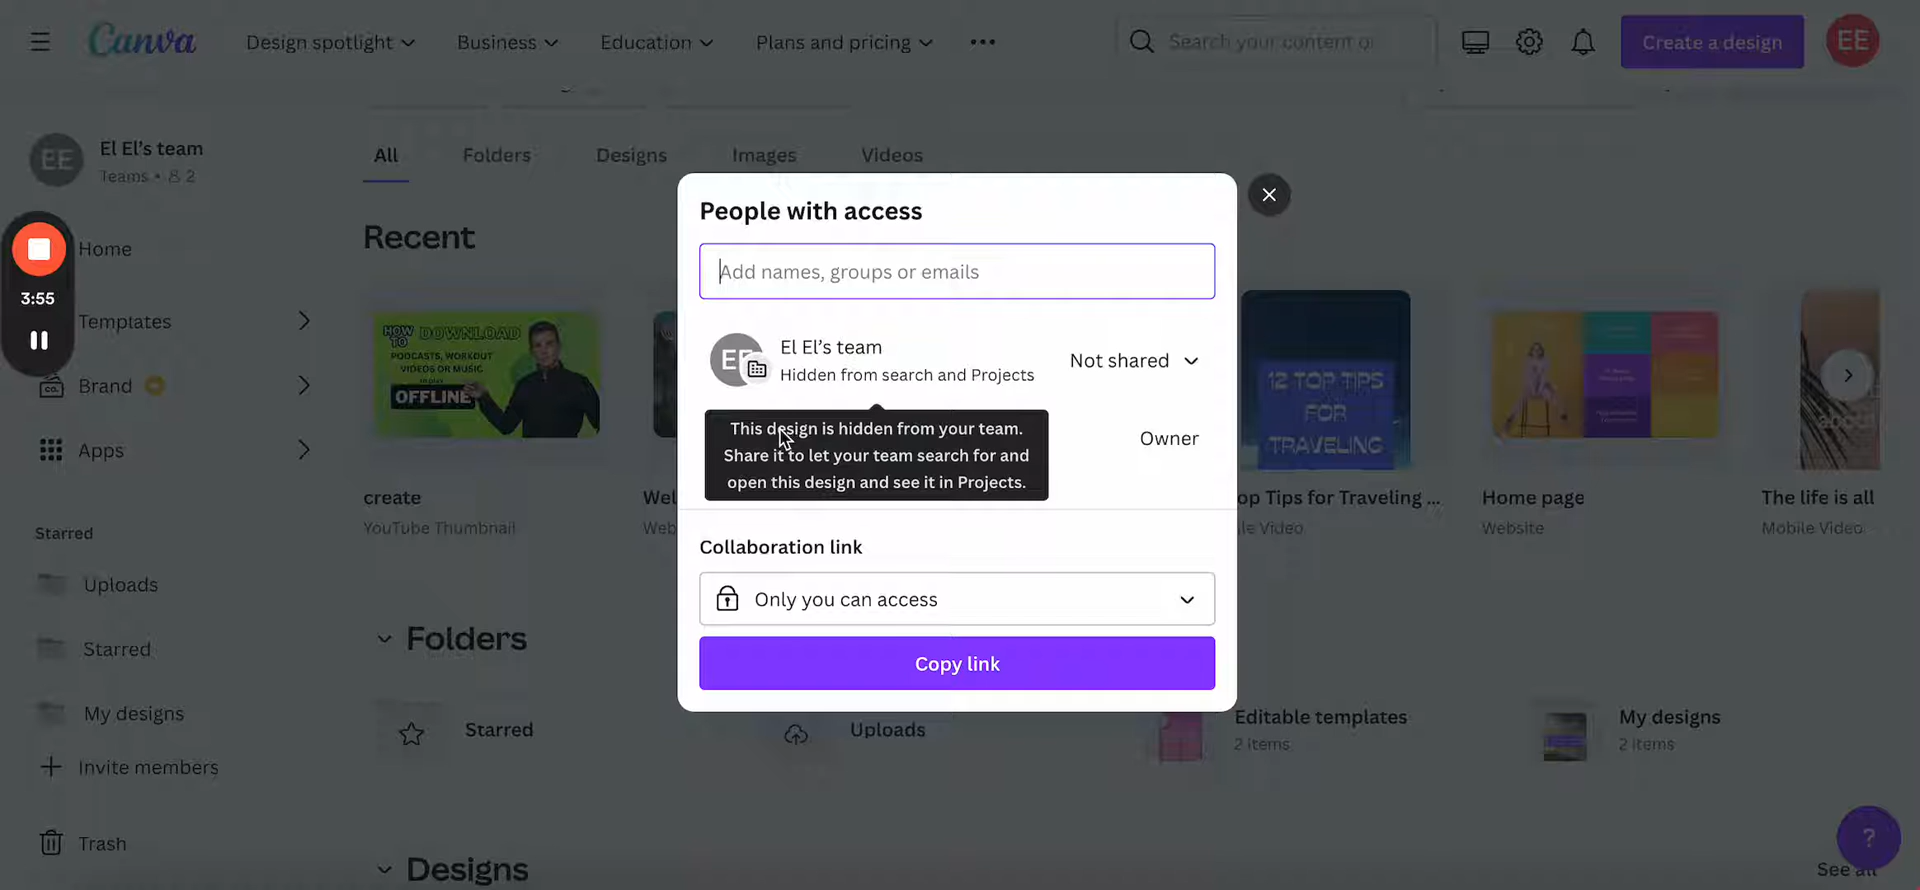 Canva
Design spotlight
Business
Education
Plans and pricing
Search your content or
Create a design
EE
EE
El El's team
Teams • 2
All
Folders
Designs
Images
Videos
3:55
Home
Templates
Brand
Apps
Starred
Uploads
Starred
My designs
Invite members
Trash
Recent
HOW TO DOWNLOAD
PODCASTS, WORKOUT
VIDEOS OR MUSIC
OFFLINE
create
YouTube Thumbnail
Wel
Web
People with access
Add names, groups or emails
El El's team
Hidden from search and Projects
Not shared
This design is hidden from your team.
Share it to let your team search for and
open this design and see it in Projects.
Owner
Collaboration link
Only you can access
Copy link
12 TOP TIPS
FOR
TRAVELING
op Tips for Traveling ...
le Video
Home page
Website
The life is all
Mobile Video
Folders
Starred
Uploads
Editable templates
2 items
My designs
2 items
Designs
See all
?